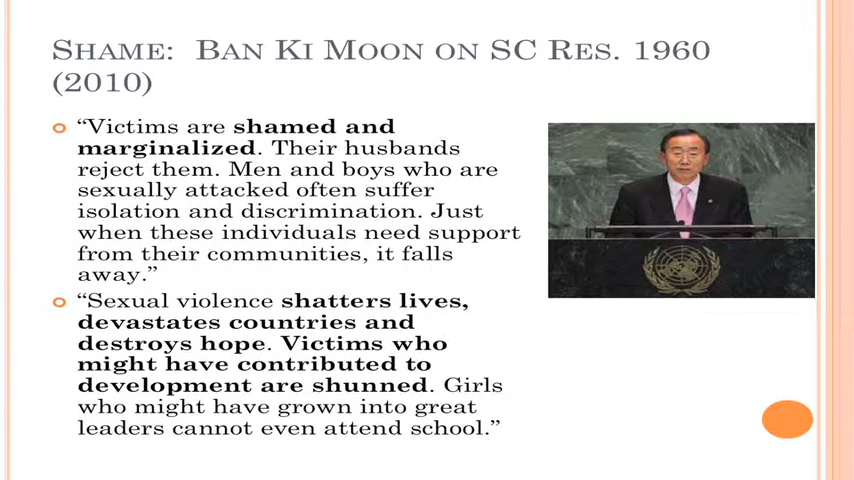 SHAME: BAN KI MOON ON SC RES. 1960
(2010)
“Victims are shamed and
marginalized. Their husbands
reject them. Men and boys who are
sexually attacked often suffer
isolation and discrimination. Just
when these individuals need support
from their communities, it falls
away.”
“Sexual violence shatters lives,
devastates countries and
destroys hope. Victims who
might have contributed to
development are shunned. Girls
who might have grown into great
leaders cannot even attend school.”